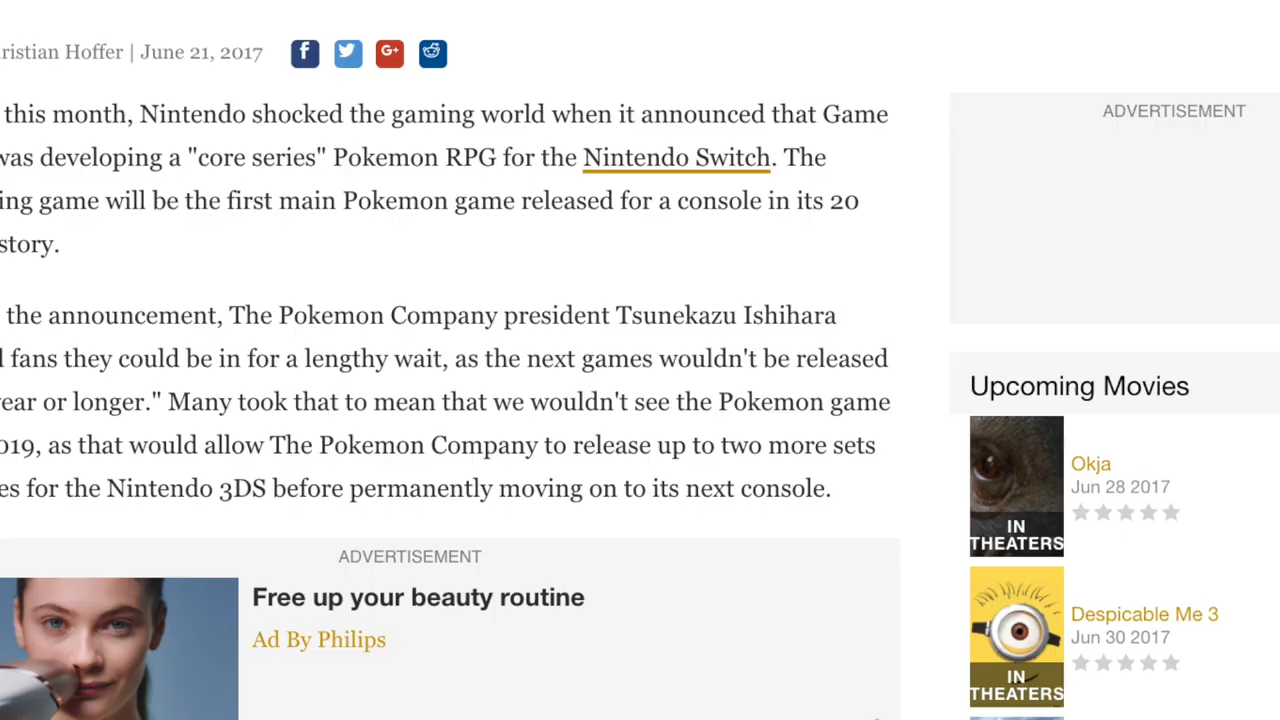 ristian Hoffer | June 21, 2017
this month, Nintendo shocked the gaming world when it announced that Game
was developing a "core series" Pokemon RPG for the Nintendo Switch. The
ing game will be the first main Pokemon game released for a console in its 20
story.
the announcement, The Pokemon Company president Tsunekazu Ishihara
fans they could be in for a lengthy wait, as the next games wouldn't be released
ear or longer." Many took that to mean that we wouldn't see the Pokemon game
019, as that would allow The Pokemon Company to release up to two more sets
es for the Nintendo 3DS before permanently moving on to its next console.
ADVERTISEMENT
Free up your beauty routine
Ad By Philips
ADVERTISEMENT
Upcoming Movies
IN
THEATERS
Okja
Jun 28 2017
IN
THEATERS
Despicable Me 3
Jun 30 2017